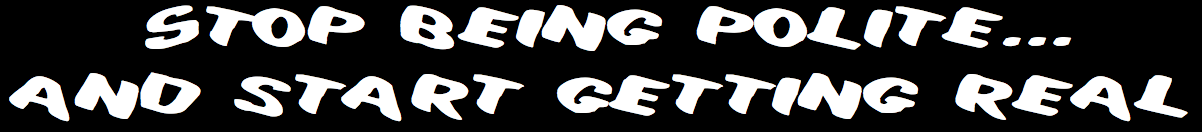 STOP BEING POLITE...
AND START GETTING REAL